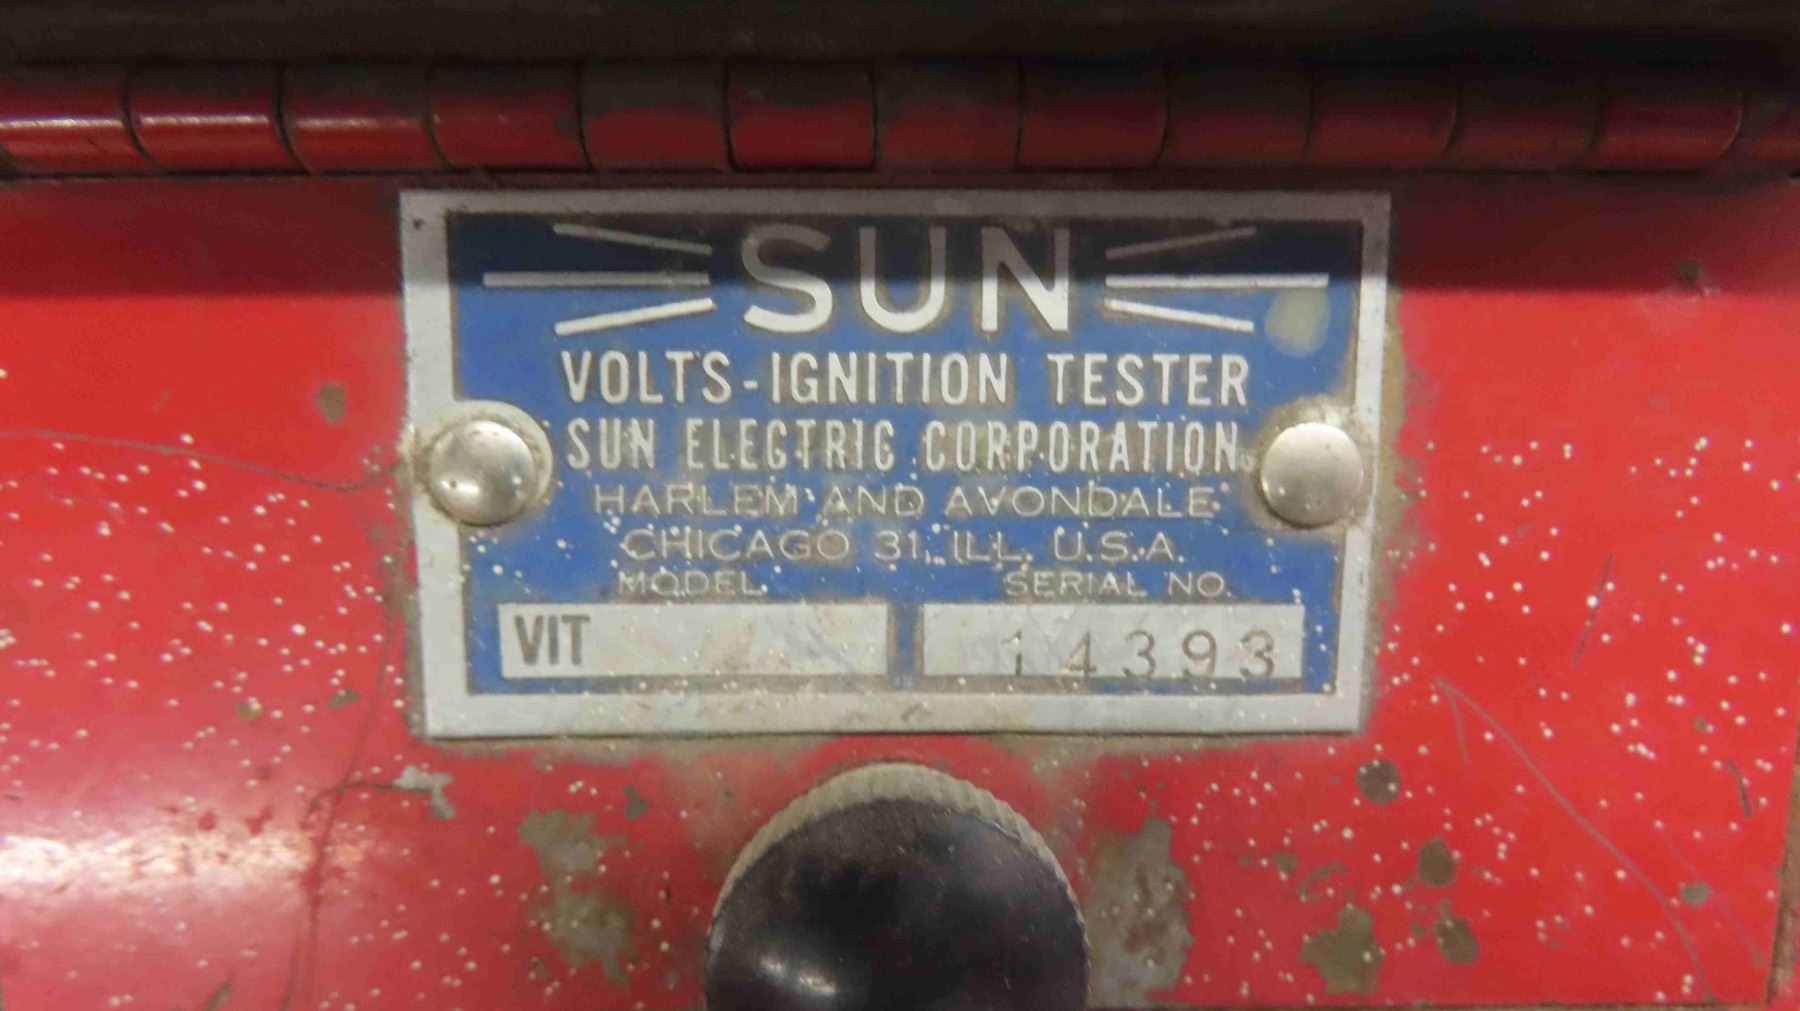 SUN
VOLTS-IGNITION TESTER
SUN ELECTRIC CORPORATION
HARLEM AND AVONDALE
CHICAGO 31, ILL. U.S.A.
MODEL SERIAL NO.
VIT 14393